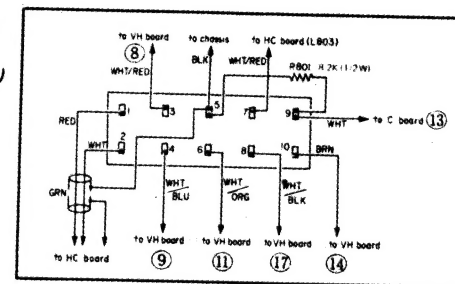 to VH board to chassis to HC board (L803)
⑧
WHT/RED BLK WHT/RED R801 8.2K (1/2W)
1 3 5 7 9
RED WHT to C board ⑬
2 4 6 8 10
WHT BRN
GRN
WHT/BLU WHT/ORG WHT/BLK
to HC board to VH board to VH board to VH board to VH board
⑨ ⑪ ⑰ ⑭